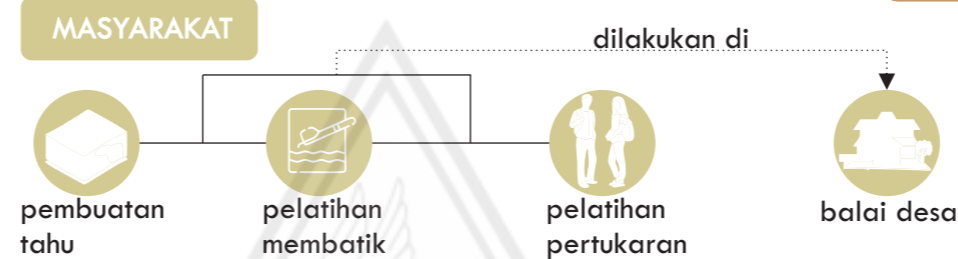 MASYARAKAT
dilakukan di
pembuatan
tahu
pelatihan
membatik
pelatihan
pertukaran
balai desa